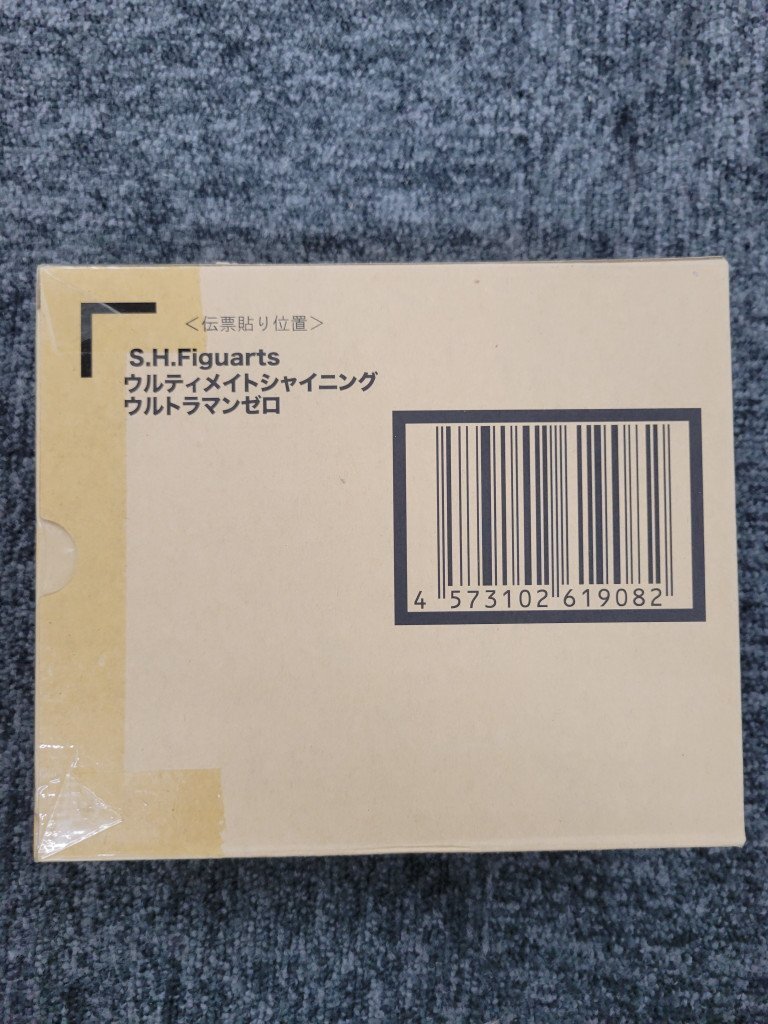 ＜伝票貼り位置＞
S.H.Figuarts
ウルティメイトシャイニング
ウルトラマンゼロ
4 573102 619082